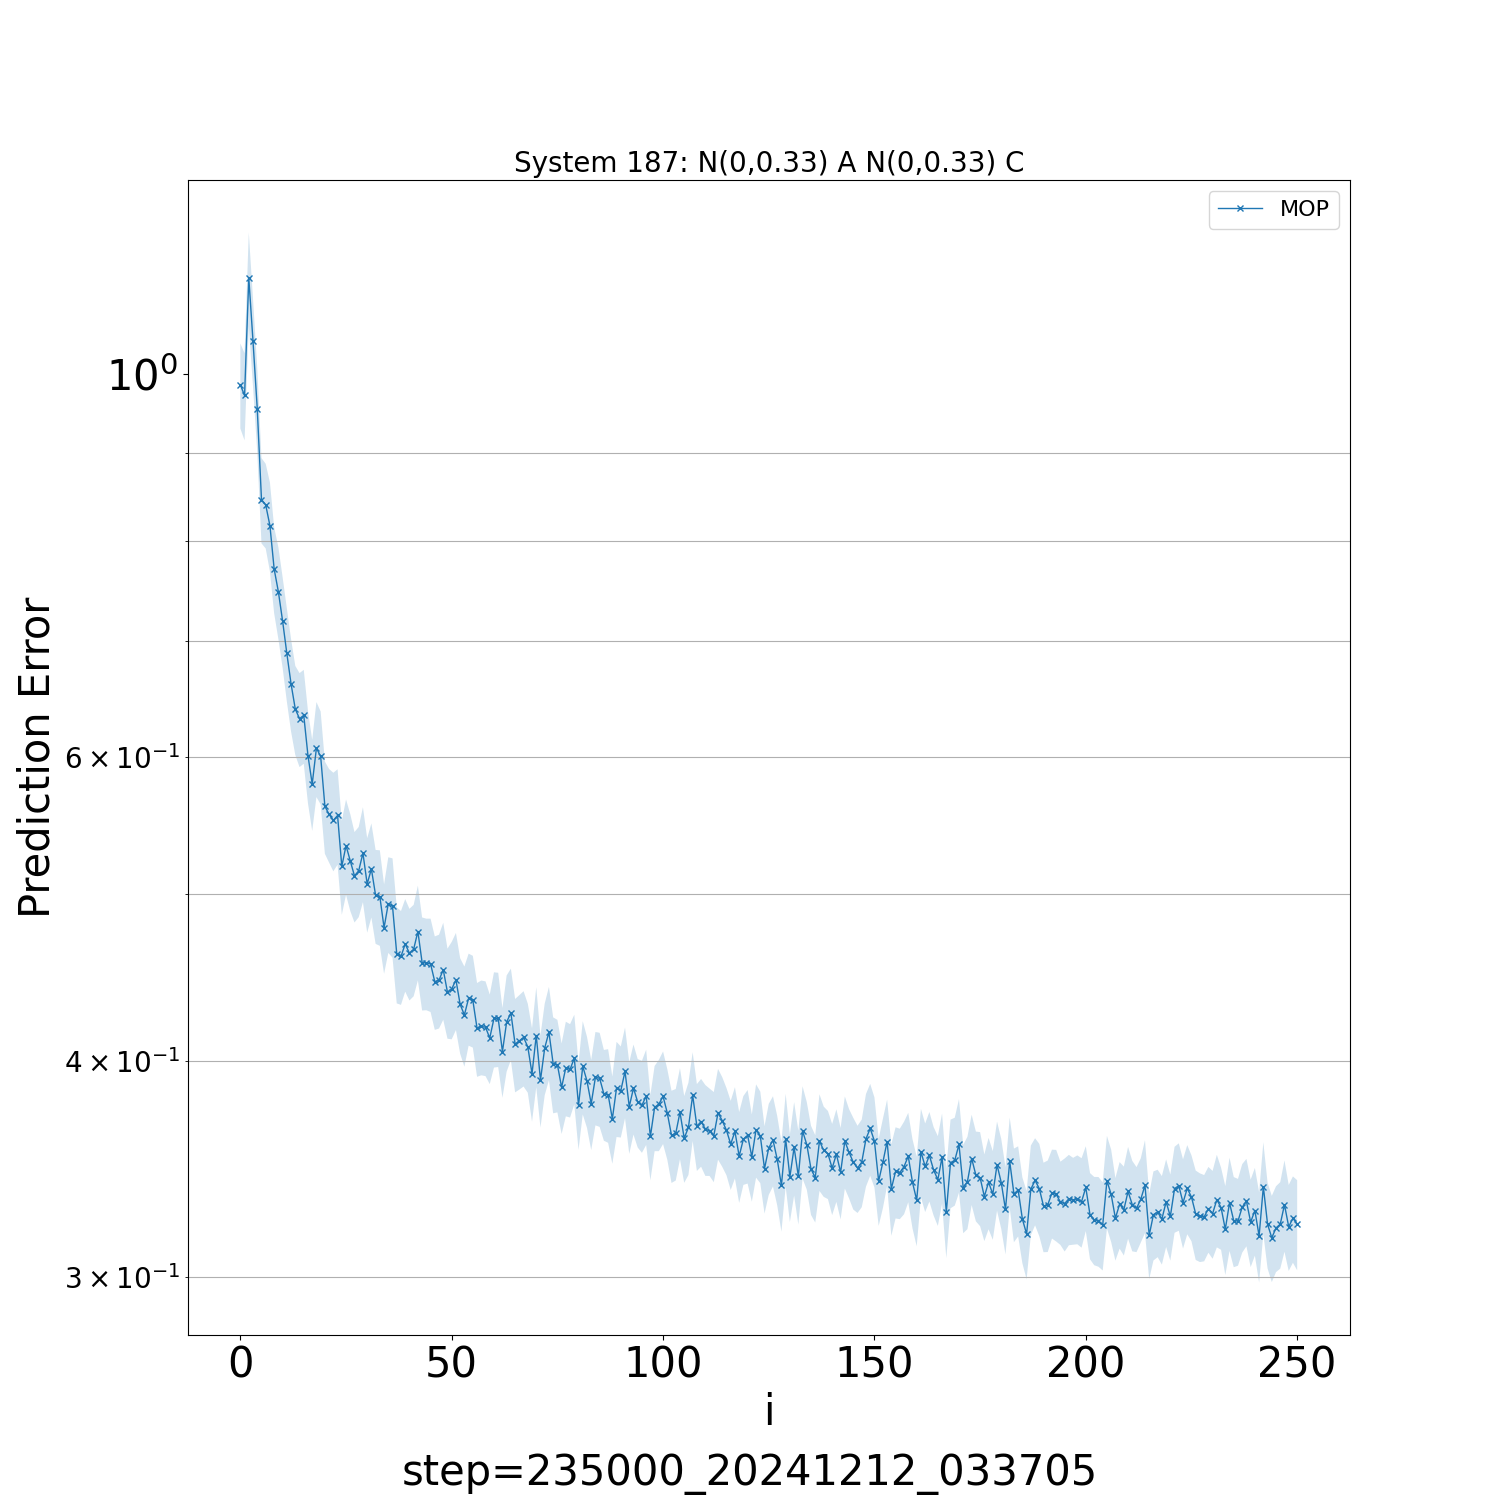 System 187: N(0,0.33) A N(0,0.33) C
MOP
10⁰
6 × 10⁻¹
4 × 10⁻¹
3 × 10⁻¹
Prediction Error
0 50 100 150 200 250
i
step=235000_20241212_033705